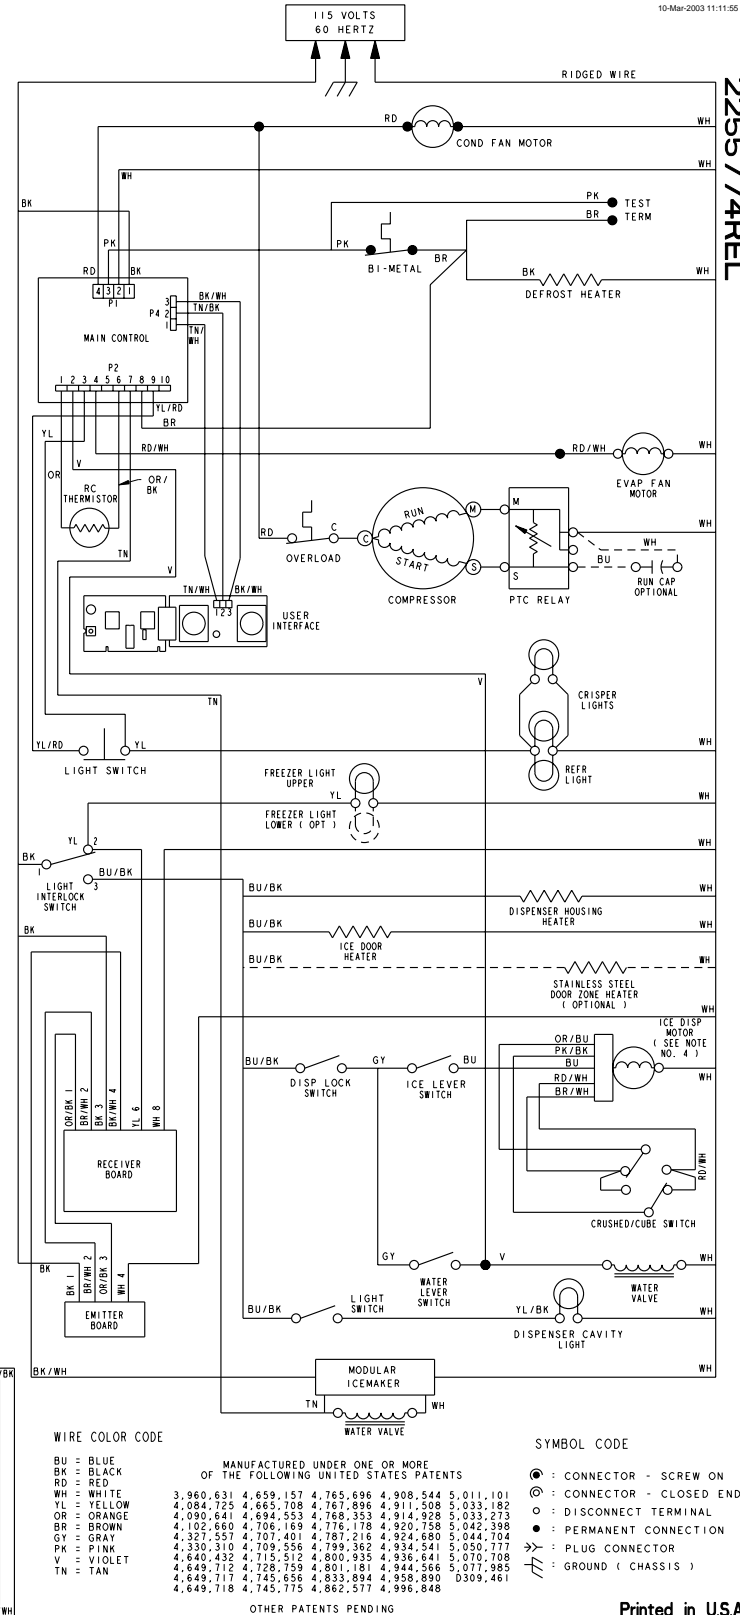 10-Mar-2003 11:11:55
115 VOLTS
60 HERTZ
RIDGED WIRE
2255774REL
RD
COND FAN MOTOR
WH
WH
WH
BK
PK
TEST
BR
TERM
PK
PK
BI-METAL
BR
BK
DEFROST HEATER
WH
RD
BK
4 3 2 1
P1
BK/WH
TN/BK
TN/
WH
3
P4 2
1
MAIN CONTROL
P2
1 2 3 4 5 6 7 8 9 10
YL/RD
BR
YL
RD/WH
RD/WH
WH
EVAP FAN
MOTOR
V
OR
OR/
BK
RC
THERMISTOR
RD
C
OVERLOAD
C
RUN
START
M
S
COMPRESSOR
M
S
PTC RELAY
WH
WH
BU
RUN CAP
OPTIONAL
TN
V
TN/WH
BK/WH
1 2 3
USER
INTERFACE
V
TN
CRISPER
LIGHTS
YL/RD
YL
LIGHT SWITCH
WH
REFR
LIGHT
FREEZER LIGHT
UPPER
YL
WH
FREEZER LIGHT
LOWER ( OPT )
YL
2
WH
BK
1
BU/BK
3
LIGHT
INTERLOCK
SWITCH
BU/BK
WH
DISPENSER HOUSING
HEATER
BK
BU/BK
WH
ICE DOOR
HEATER
BU/BK
WH
STAINLESS STEEL
DOOR ZONE HEATER
( OPTIONAL )
WH
ICE DISP
MOTOR
( SEE NOTE
NO. 4 )
OR/BU
PK/BK
BU
RD/WH
BR/WH
WH
BU/BK
GY
BU
DISP LOCK
SWITCH
ICE LEVER
SWITCH
OR/BK 1
BR/WH 2
BK 3
BK/WH 4
YL 6
WH 8
RECEIVER
BOARD
RD/WH
CRUSHED/CUBE SWITCH
BK
BK 1
BR/WH 2
OR/BK 3
WH 4
EMITTER
BOARD
GY
V
WH
WATER
LEVER
SWITCH
WATER
VALVE
BU/BK
LIGHT
SWITCH
YL/BK
WH
DISPENSER CAVITY
LIGHT
/BK
BK/WH
MODULAR
ICEMAKER
WH
TN
WH
WATER VALVE
WIRE COLOR CODE
BU = BLUE
BK = BLACK
RD = RED
WH = WHITE
YL = YELLOW
OR = ORANGE
BR = BROWN
GY = GRAY
PK = PINK
V = VIOLET
TN = TAN
MANUFACTURED UNDER ONE OR MORE
OF THE FOLLOWING UNITED STATES PATENTS
3,960,631 4,659,157 4,765,696 4,908,544 5,011,101
4,084,725 4,665,708 4,767,896 4,911,508 5,033,182
4,090,641 4,694,553 4,768,353 4,914,928 5,033,273
4,102,660 4,706,169 4,776,178 4,920,758 5,042,398
4,327,557 4,707,401 4,787,216 4,924,680 5,044,704
4,330,310 4,709,556 4,799,362 4,934,541 5,050,777
4,640,432 4,715,512 4,800,935 4,936,641 5,070,708
4,649,712 4,728,759 4,801,181 4,944,566 5,077,985
4,649,717 4,745,656 4,833,894 4,958,890 D309,461
4,649,718 4,745,775 4,862,577 4,996,848
OTHER PATENTS PENDING
SYMBOL CODE
: CONNECTOR - SCREW ON
: CONNECTOR - CLOSED END
: DISCONNECT TERMINAL
: PERMANENT CONNECTION
: PLUG CONNECTOR
: GROUND ( CHASSIS )
WH
Printed in U.S.A